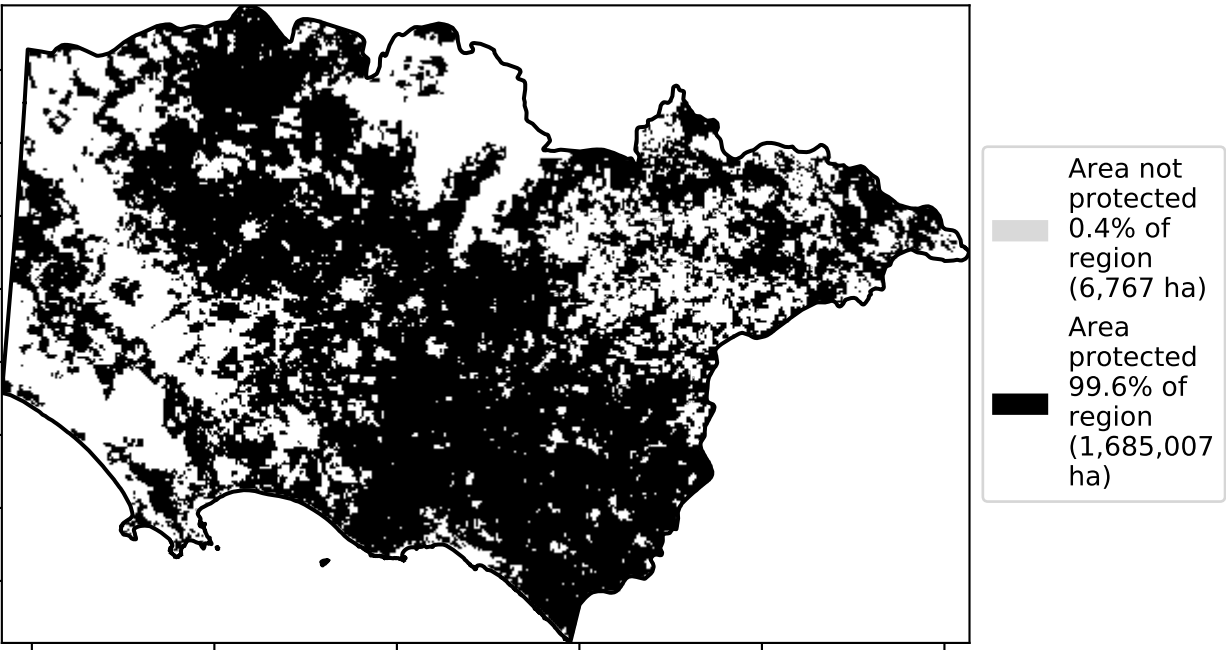 Area not
protected
0.4% of
region
(6,767 ha)
Area
protected
99.6% of
region
(1,685,007
ha)